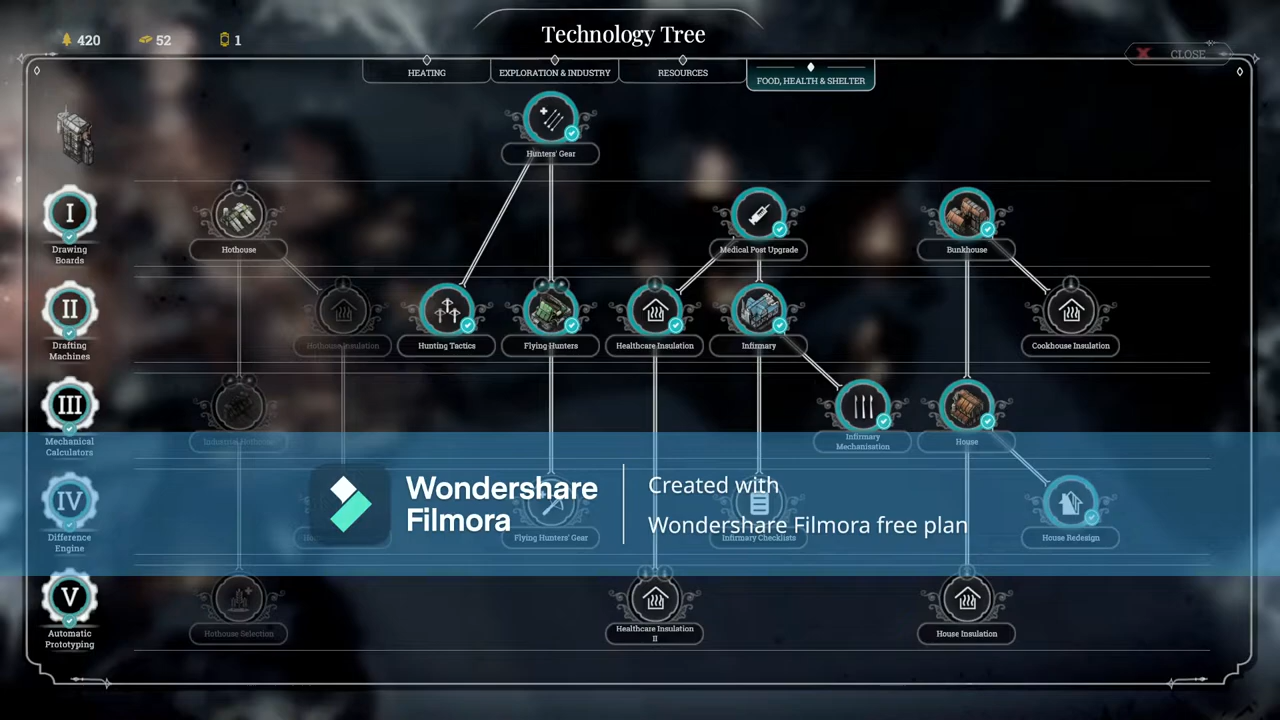 420 52 1
Technology Tree
CLOSE
HEATING EXPLORATION & INDUSTRY RESOURCES FOOD, HEALTH & SHELTER
Hunters' Gear
I
Drawing
Boards
Hothouse
Medical Post Upgrade
Bunkhouse
II
Drafting
Machines
Hothouse Insulation
Hunting Tactics
Flying Hunters
Healthcare Insulation
Infirmary
Cookhouse Insulation
III
Mechanical
Calculators
Industrial Hothouse
Infirmary
Mechanisation
House
IV
Difference
Engine
Wondershare
Filmora
Created with
Wondershare Filmora free plan
Flying Hunters' Gear
Infirmary Checklists
House Redesign
V
Automatic
Prototyping
Hothouse Selection
Healthcare Insulation
II
House Insulation